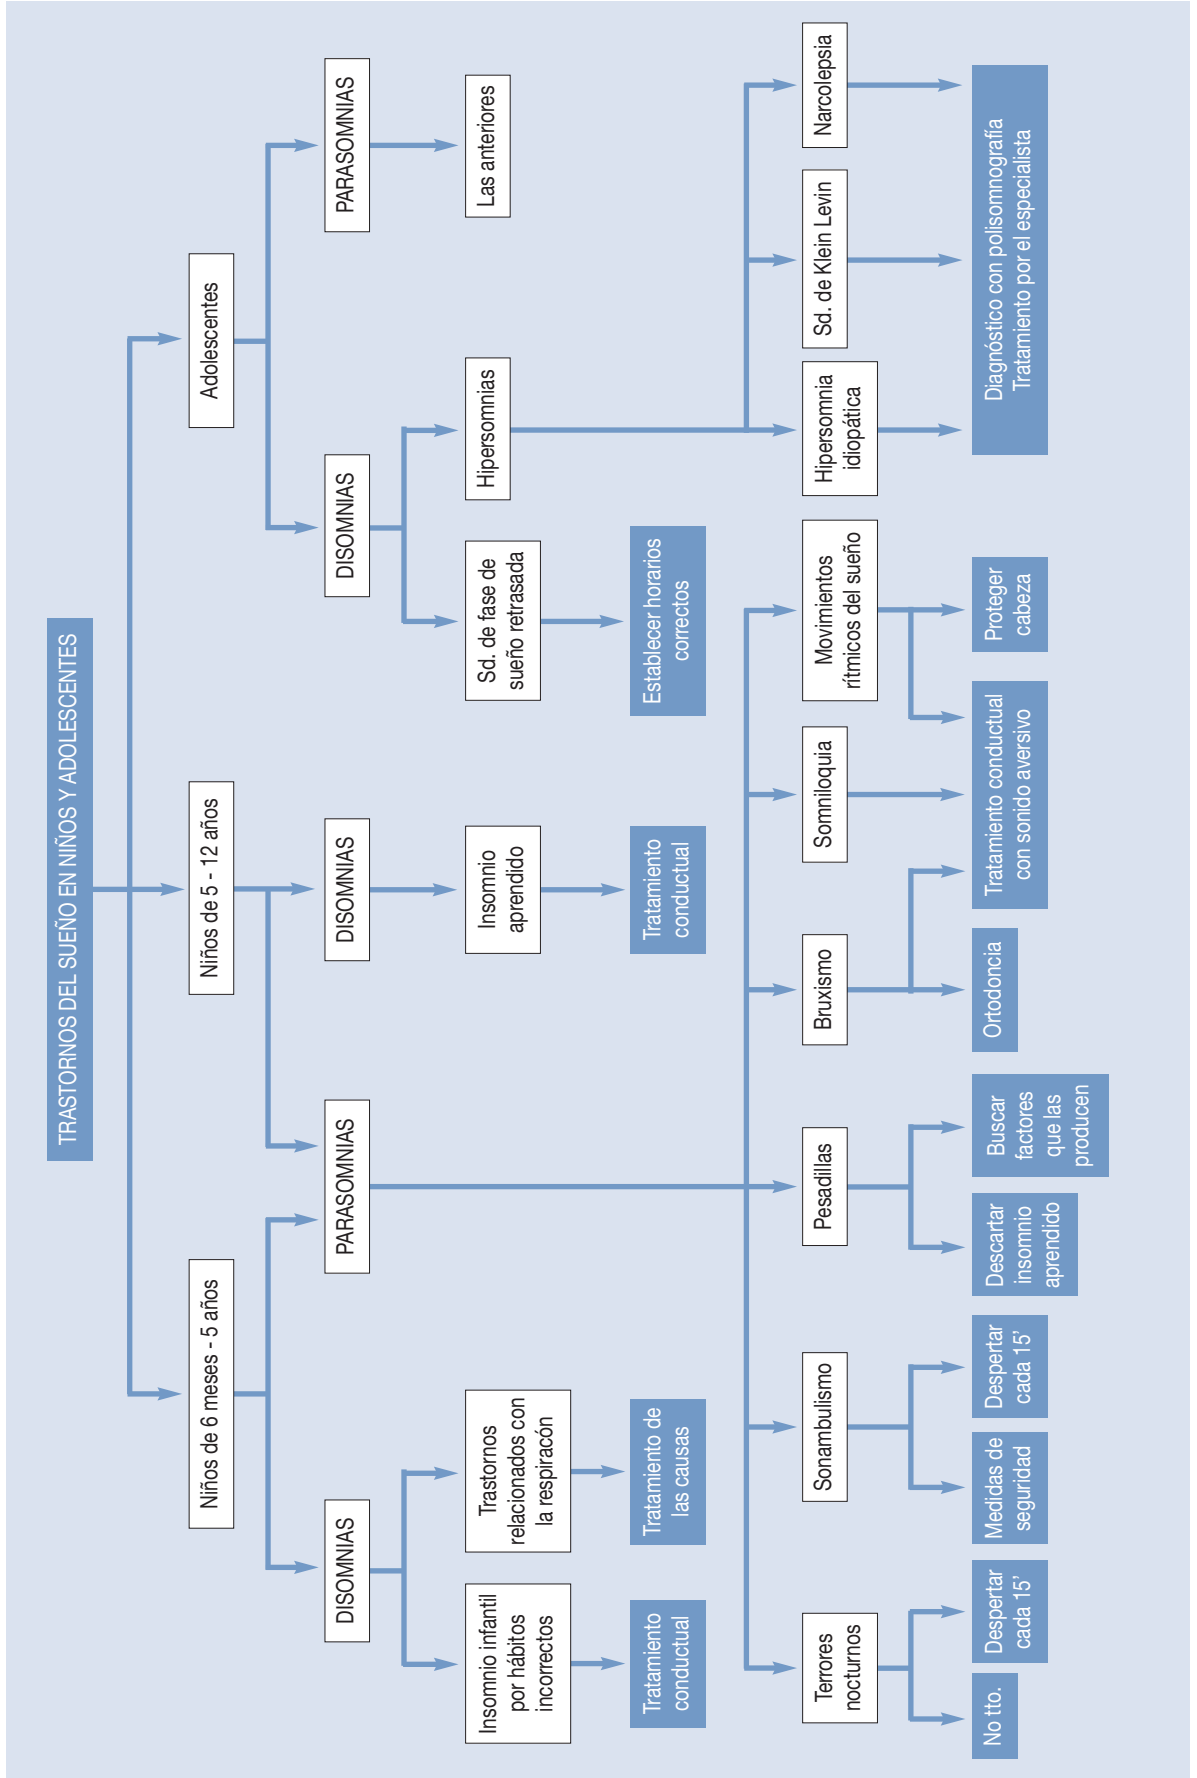 TRASTORNOS DEL SUEÑO EN NIÑOS Y ADOLESCENTES
Niños de 6 meses - 5 años
Niños de 5 - 12 años
Adolescentes
DISOMNIAS
PARASOMNIAS
DISOMNIAS
DISOMNIAS
PARASOMNIAS
Insomnio infantil
por hábitos
incorrectos
Trastornos
relacionados con
la respiracón
Insomnio
aprendido
Sd. de fase de
sueño retrasada
Hipersomnias
Las anteriores
Tratamiento
conductual
Tratamiento de
las causas
Tratamiento
conductual
Establecer horarios
correctos
Terrores
nocturnos
Sonambulismo
Pesadillas
Bruxismo
Somniloquia
Movimientos
rítmicos del sueño
Hipersomnia
idiopática
Sd. de Klein Levin
Narcolepsia
No tto.
Despertar
cada 15’
Medidas de
seguridad
Despertar
cada 15’
Descartar
insomnio
aprendido
Buscar
factores
que las
producen
Ortodoncia
Tratamiento conductual
con sonido aversivo
Proteger
cabeza
Diagnóstico con polisomnografía
Tratamiento por el especialista